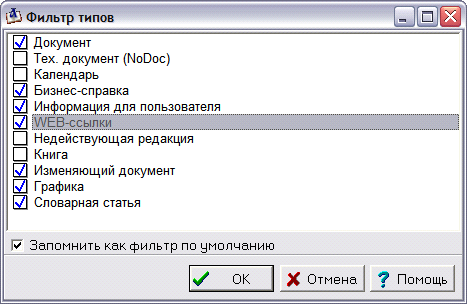 Фильтр типов
Документ
Тех. документ (NoDoc)
Календарь
Бизнес-справка
Информация для пользователя
WEB-ссылки
Недействующая редакция
Книга
Изменяющий документ
Графика
Словарная статья
Запомнить как фильтр по умолчанию
OK Отмена ? Помощь